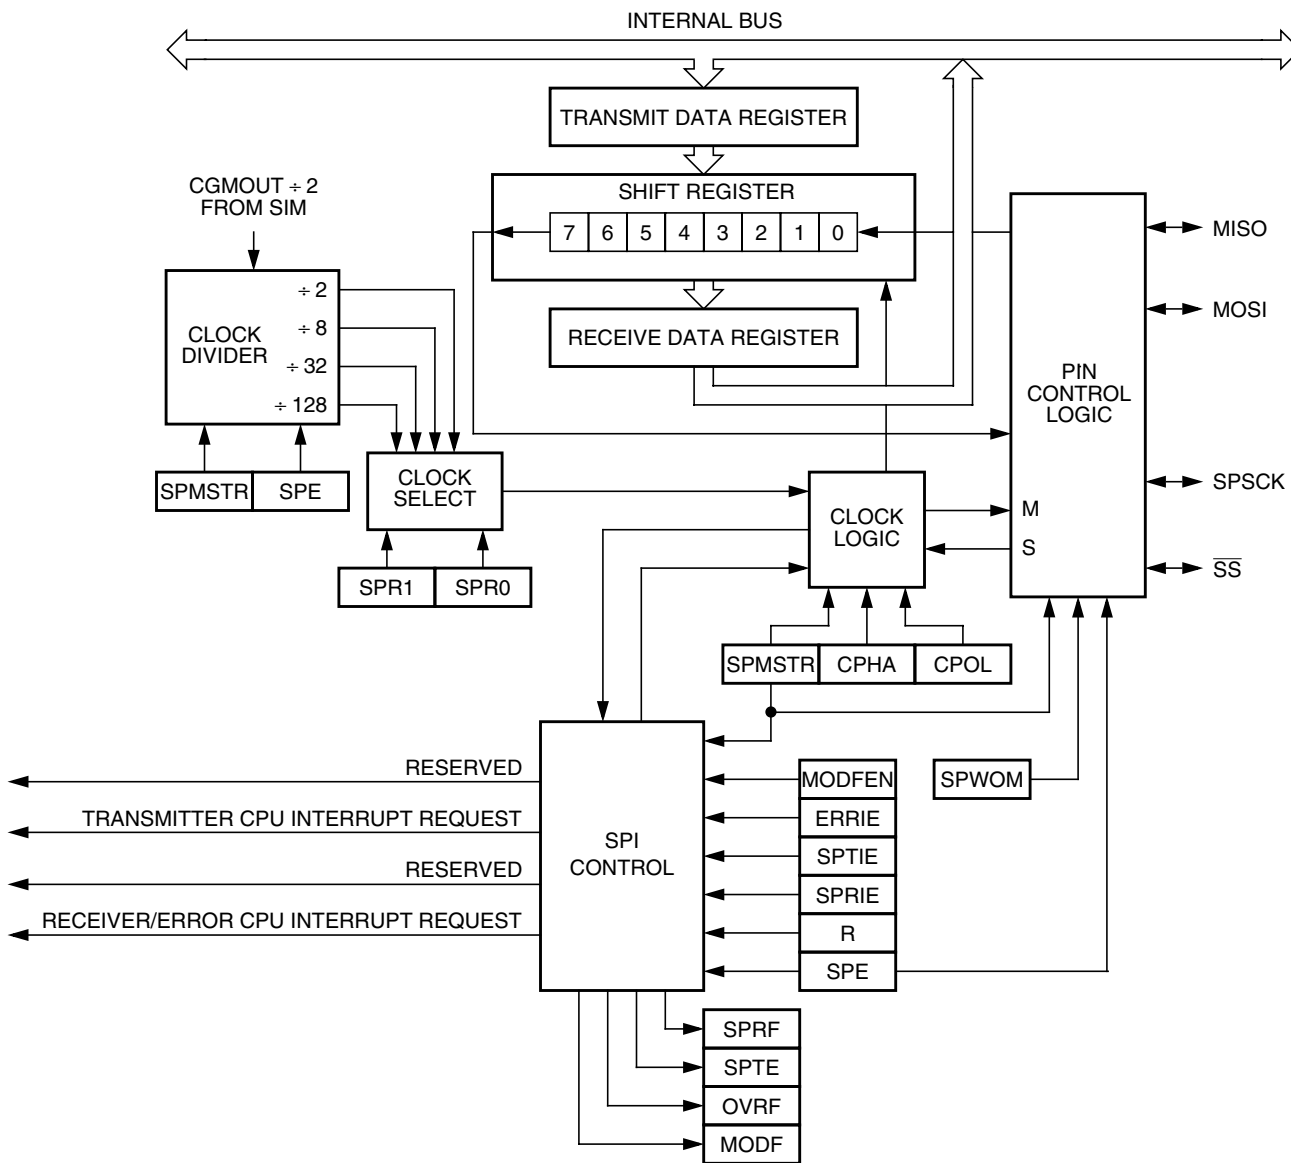 INTERNAL BUS
TRANSMIT DATA REGISTER
SHIFT REGISTER
7 6 5 4 3 2 1 0
RECEIVE DATA REGISTER
CGMOUT ÷ 2
FROM SIM
CLOCK
DIVIDER
÷ 2
÷ 8
÷ 32
÷ 128
SPMSTR
SPE
CLOCK
SELECT
SPR1
SPR0
CLOCK
LOGIC
PIN
CONTROL
LOGIC
M
S
MISO
MOSI
SPSCK
S̅S̅
SPMSTR
CPHA
CPOL
SPWOM
RESERVED
TRANSMITTER CPU INTERRUPT REQUEST
RESERVED
RECEIVER/ERROR CPU INTERRUPT REQUEST
SPI
CONTROL
MODFEN
ERRIE
SPTIE
SPRIE
R
SPE
SPRF
SPTE
OVRF
MODF